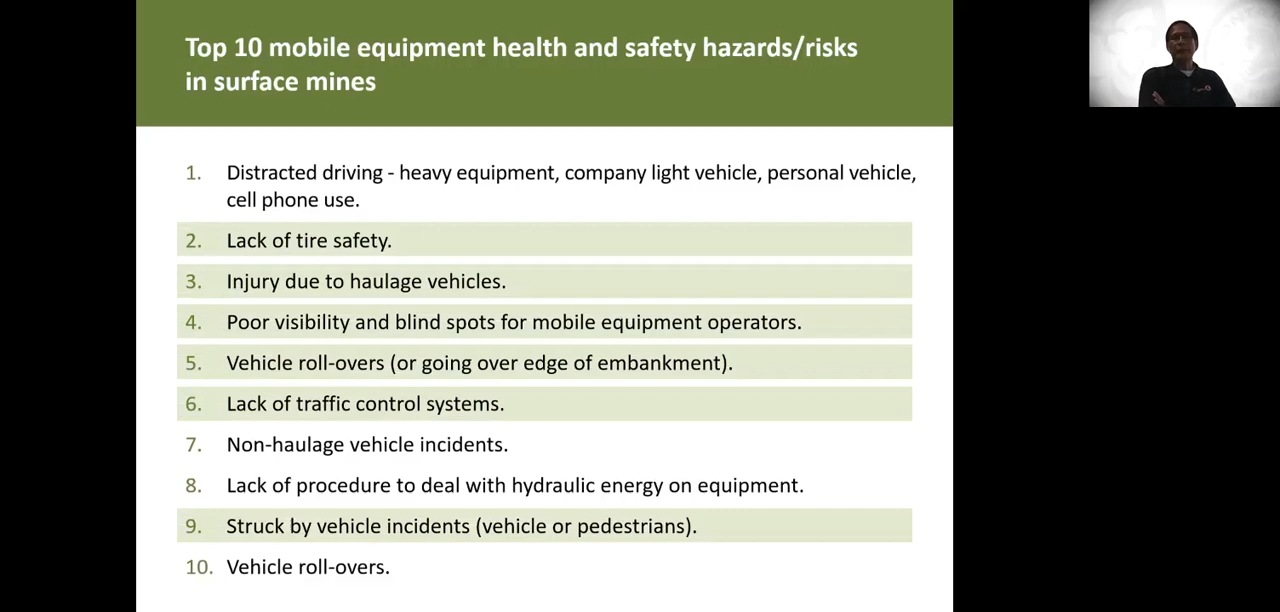 Top 10 mobile equipment health and safety hazards/risks
in surface mines
1. Distracted driving - heavy equipment, company light vehicle, personal vehicle,
cell phone use.
2. Lack of tire safety.
3. Injury due to haulage vehicles.
4. Poor visibility and blind spots for mobile equipment operators.
5. Vehicle roll-overs (or going over edge of embankment).
6. Lack of traffic control systems.
7. Non-haulage vehicle incidents.
8. Lack of procedure to deal with hydraulic energy on equipment.
9. Struck by vehicle incidents (vehicle or pedestrians).
10. Vehicle roll-overs.